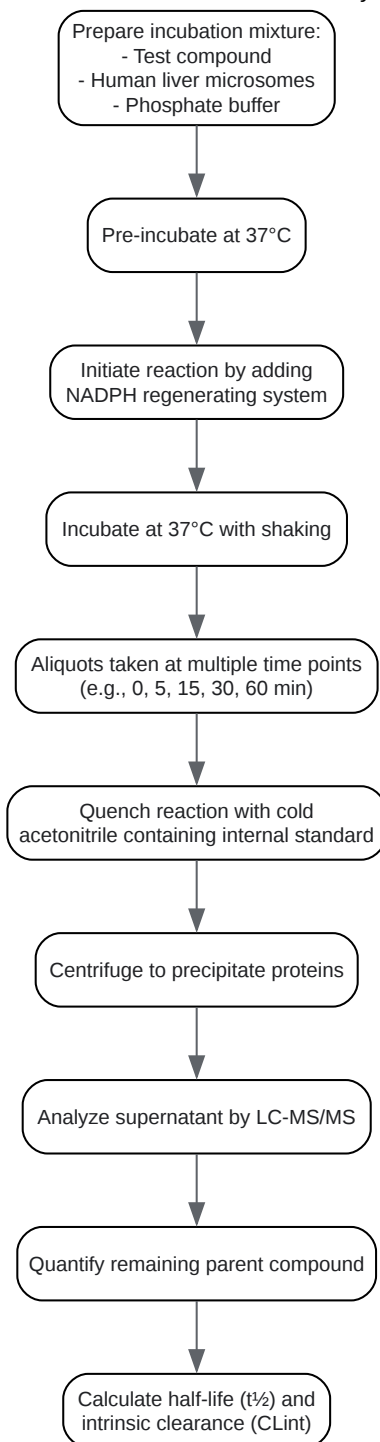 Prepare incubation mixture:
- Test compound
- Human liver microsomes
- Phosphate buffer
Pre-incubate at 37°C
Initiate reaction by adding
NADPH regenerating system
Incubate at 37°C with shaking
Aliquots taken at multiple time points
(e.g., 0, 5, 15, 30, 60 min)
Quench reaction with cold
acetonitrile containing internal standard
Centrifuge to precipitate proteins
Analyze supernatant by LC-MS/MS
Quantify remaining parent compound
Calculate half-life (t½) and
intrinsic clearance (CLint)